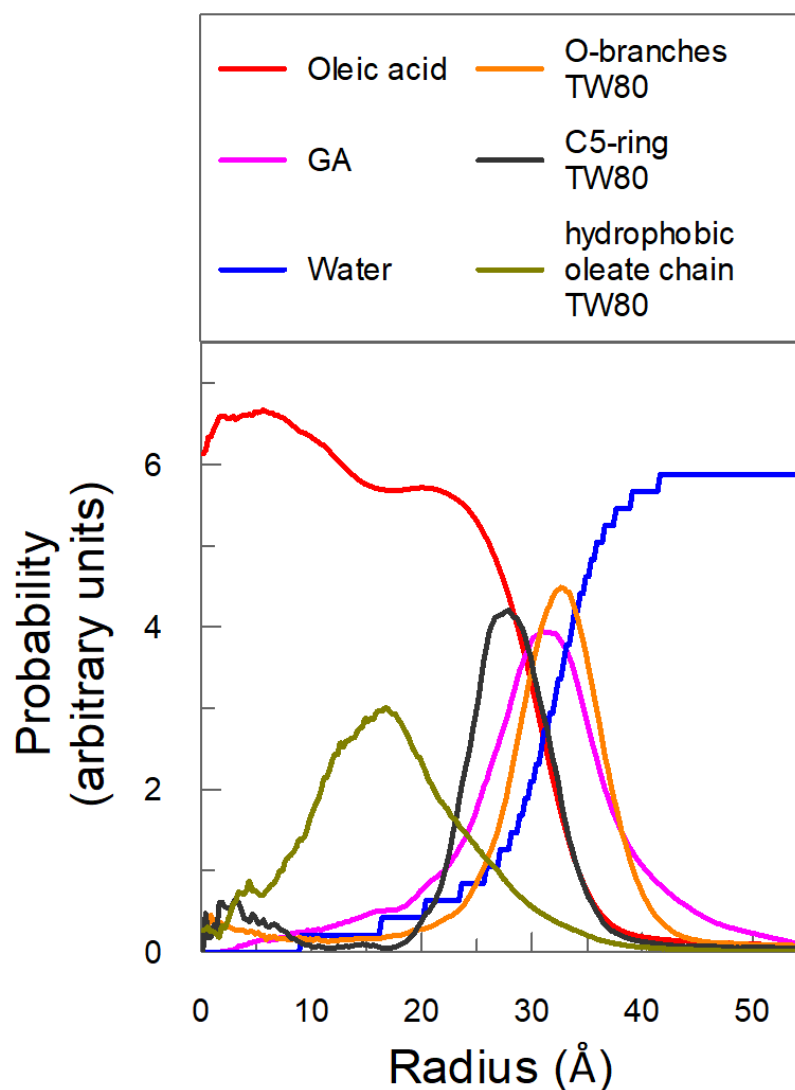 Oleic acid
O-branches
TW80
GA
C5-ring
TW80
Water
hydrophobic
oleate chain
TW80
Probability
(arbitrary units)
6
4
2
0
0 10 20 30 40 50
Radius (Å)